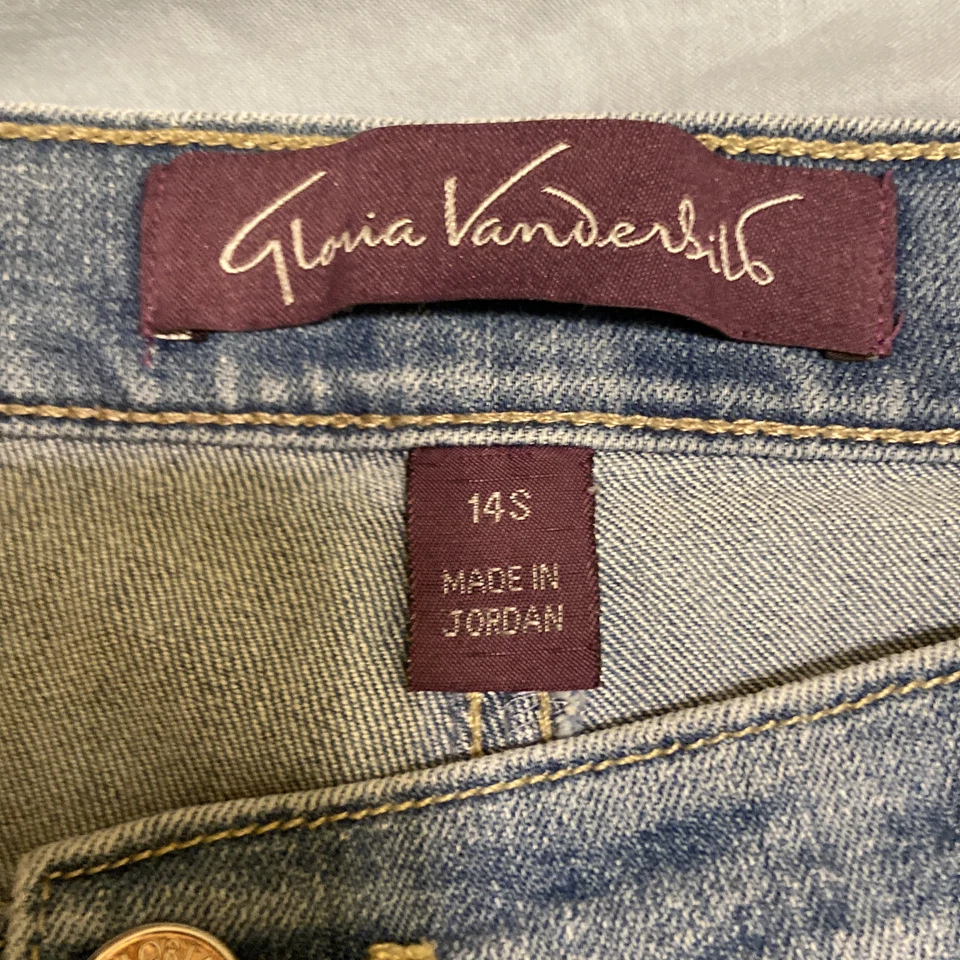 Gloria Vanderbilt
14S
MADE IN
JORDAN